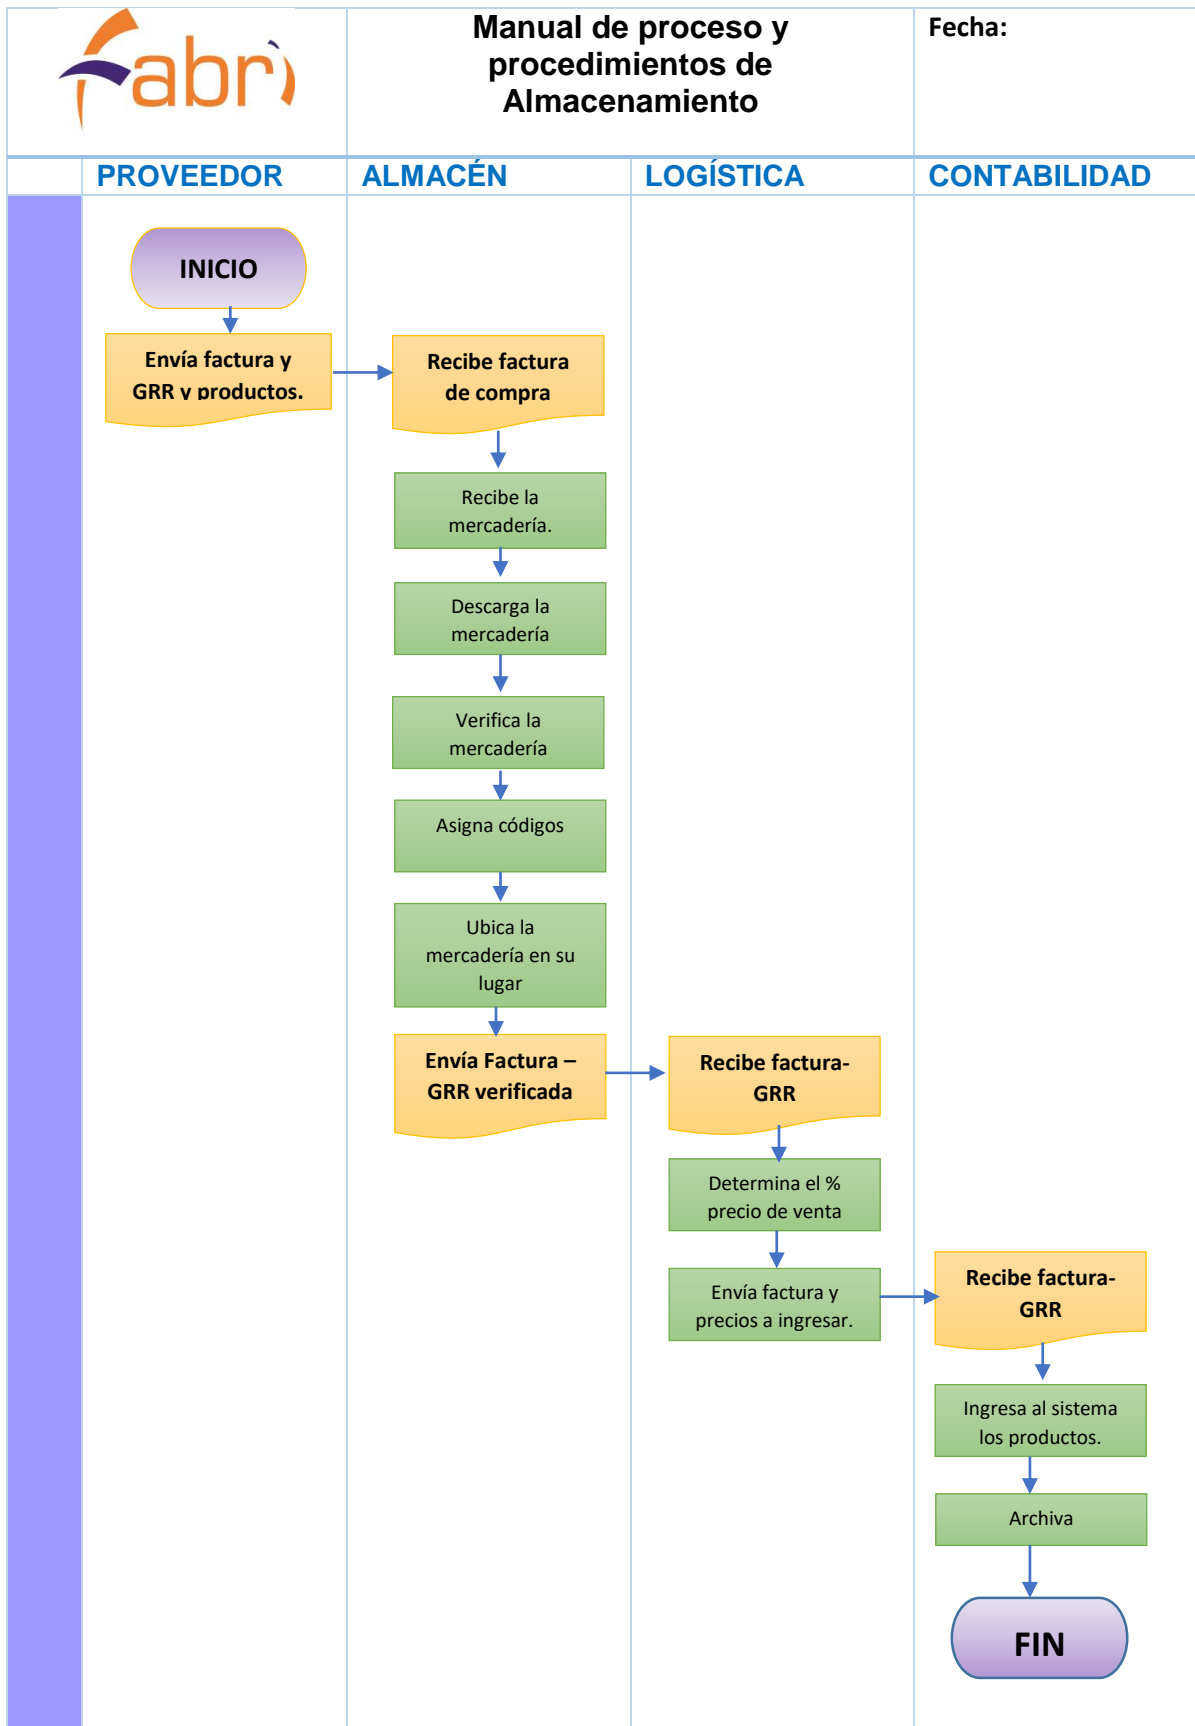 Fabri
Manual de proceso y
procedimientos de
Almacenamiento
Fecha:
PROVEEDOR
ALMACÉN
LOGÍSTICA
CONTABILIDAD
INICIO
Envía factura y
GRR y productos.
Recibe factura
de compra
Recibe la
mercadería.
Descarga la
mercadería
Verifica la
mercadería
Asigna códigos
Ubica la
mercadería en su
lugar
Envía Factura –
GRR verificada
Recibe factura-
GRR
Determina el %
precio de venta
Envía factura y
precios a ingresar.
Recibe factura-
GRR
Ingresa al sistema
los productos.
Archiva
FIN